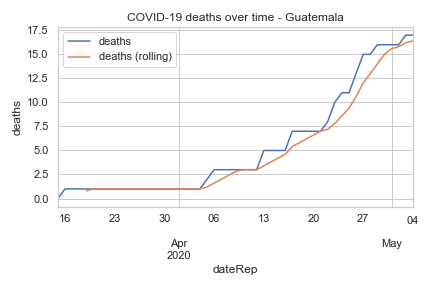 COVID-19 deaths over time - Guatemala
deaths
deaths (rolling)
17.5
15.0
12.5
10.0
7.5
5.0
2.5
0.0
deaths
16 23 30 06 13 20 27 04
Apr May
2020
dateRep